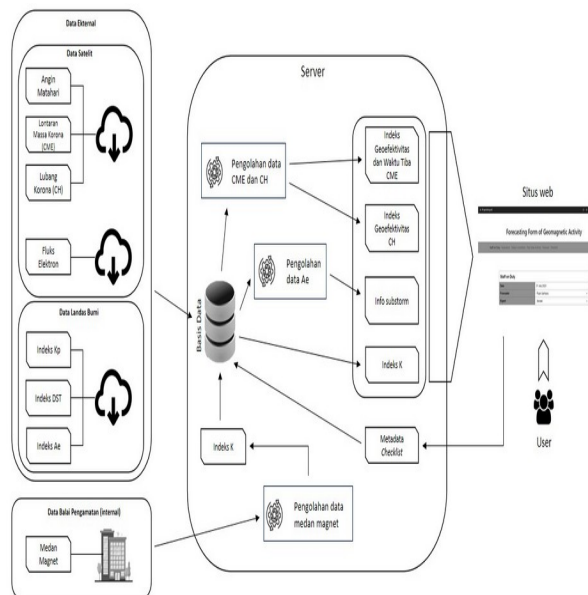 Data Ekternal
Data Satelit
Angin
Matahari
Lontaran
Massa Korona
(CME)
Lubang
Korona (CH)
Fluks
Elektron
Data Landas Bumi
Indeks Kp
Indeks DST
Indeks Ae
Data Balai Pengamatan (internal)
Medan
Magnet
Server
Pengolahan data
CME dan CH
Pengolahan
data Ae
Basis Data
Indeks K
Pengolahan data
medan magnet
Indeks
Geoefektivitas
dan Waktu Tiba
CME
Indeks
Geoefektivitas
CH
Info substorm
Indeks K
Metadata
Checklist
Situs web
Forecasting Form of Geomagnetic Activity
User